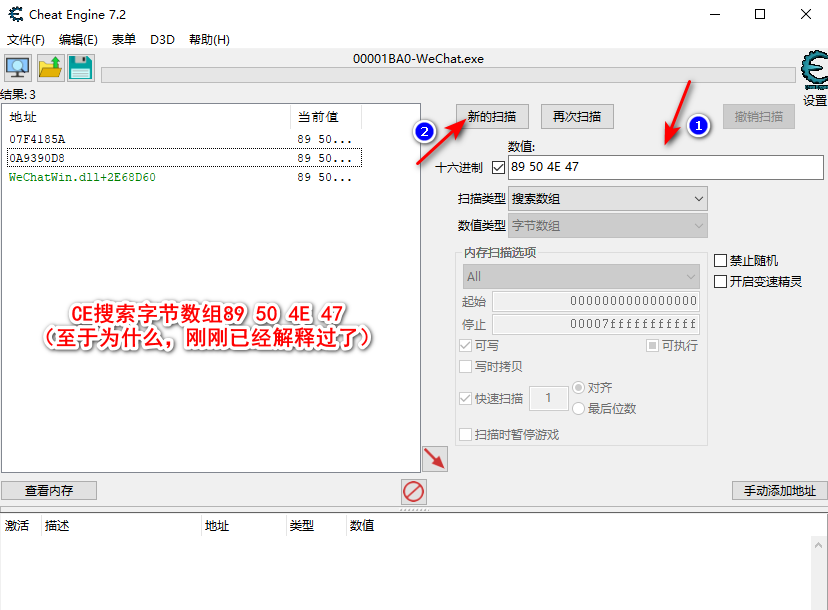 Cheat Engine 7.2
文件(F) 编辑(E) 表单 D3D 帮助(H)
00001BA0-WeChat.exe
设置
结果: 3
地址 当前值
07F4185A 89 50...
0A9390D8 89 50...
WeChatWin.dll+2E68D60 89 50...
新的扫描 再次扫描 撤销扫描
1
2
数值:
十六进制 89 50 4E 47
扫描类型 搜索数组
数值类型 字节数组
内存扫描选项
All
起始 0000000000000000
停止 00007fffffffffff
可写 可执行
写时拷贝
快速扫描 1 对齐
最后位数
扫描时暂停游戏
禁止随机
开启变速精灵
CE搜索字节数组89 50 4E 47
(至于为什么，刚刚已经解释过了)
查看内存 手动添加地址
激活 描述 地址 类型 数值